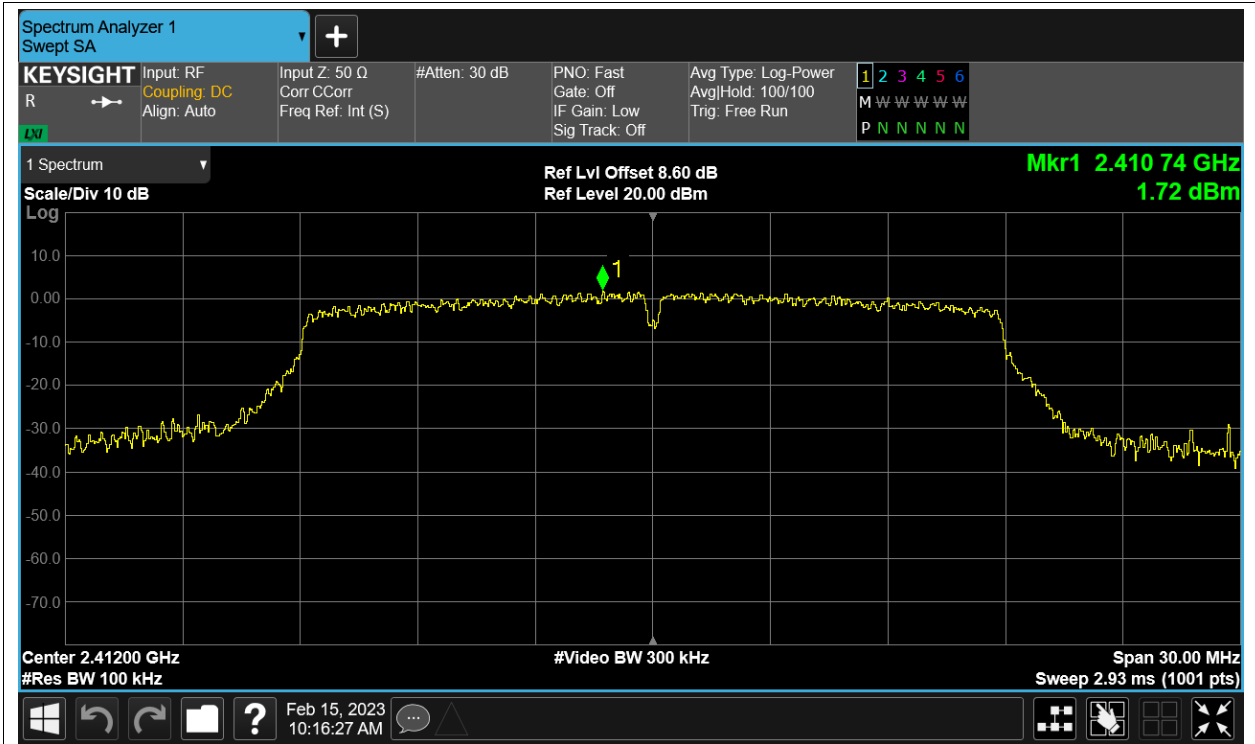 Spectrum Analyzer 1
Swept SA
KEYSIGHT
R
LXI
Input: RF
Coupling: DC
Align: Auto
Input Z: 50 Ω
Corr CCorr
Freq Ref: Int (S)
#Atten: 30 dB
PNO: Fast
Gate: Off
IF Gain: Low
Sig Track: Off
Avg Type: Log-Power
Avg|Hold: 100/100
Trig: Free Run
1 2 3 4 5 6
M W W W W W
P N N N N N
1 Spectrum
Scale/Div 10 dB
Log
Ref Lvl Offset 8.60 dB
Ref Level 20.00 dBm
Mkr1 2.410 74 GHz
1.72 dBm
10.0
0.00
-10.0
-20.0
-30.0
-40.0
-50.0
-60.0
-70.0
1
Center 2.41200 GHz
#Res BW 100 kHz
#Video BW 300 kHz
Span 30.00 MHz
Sweep 2.93 ms (1001 pts)
?
Feb 15, 2023
10:16:27 AM